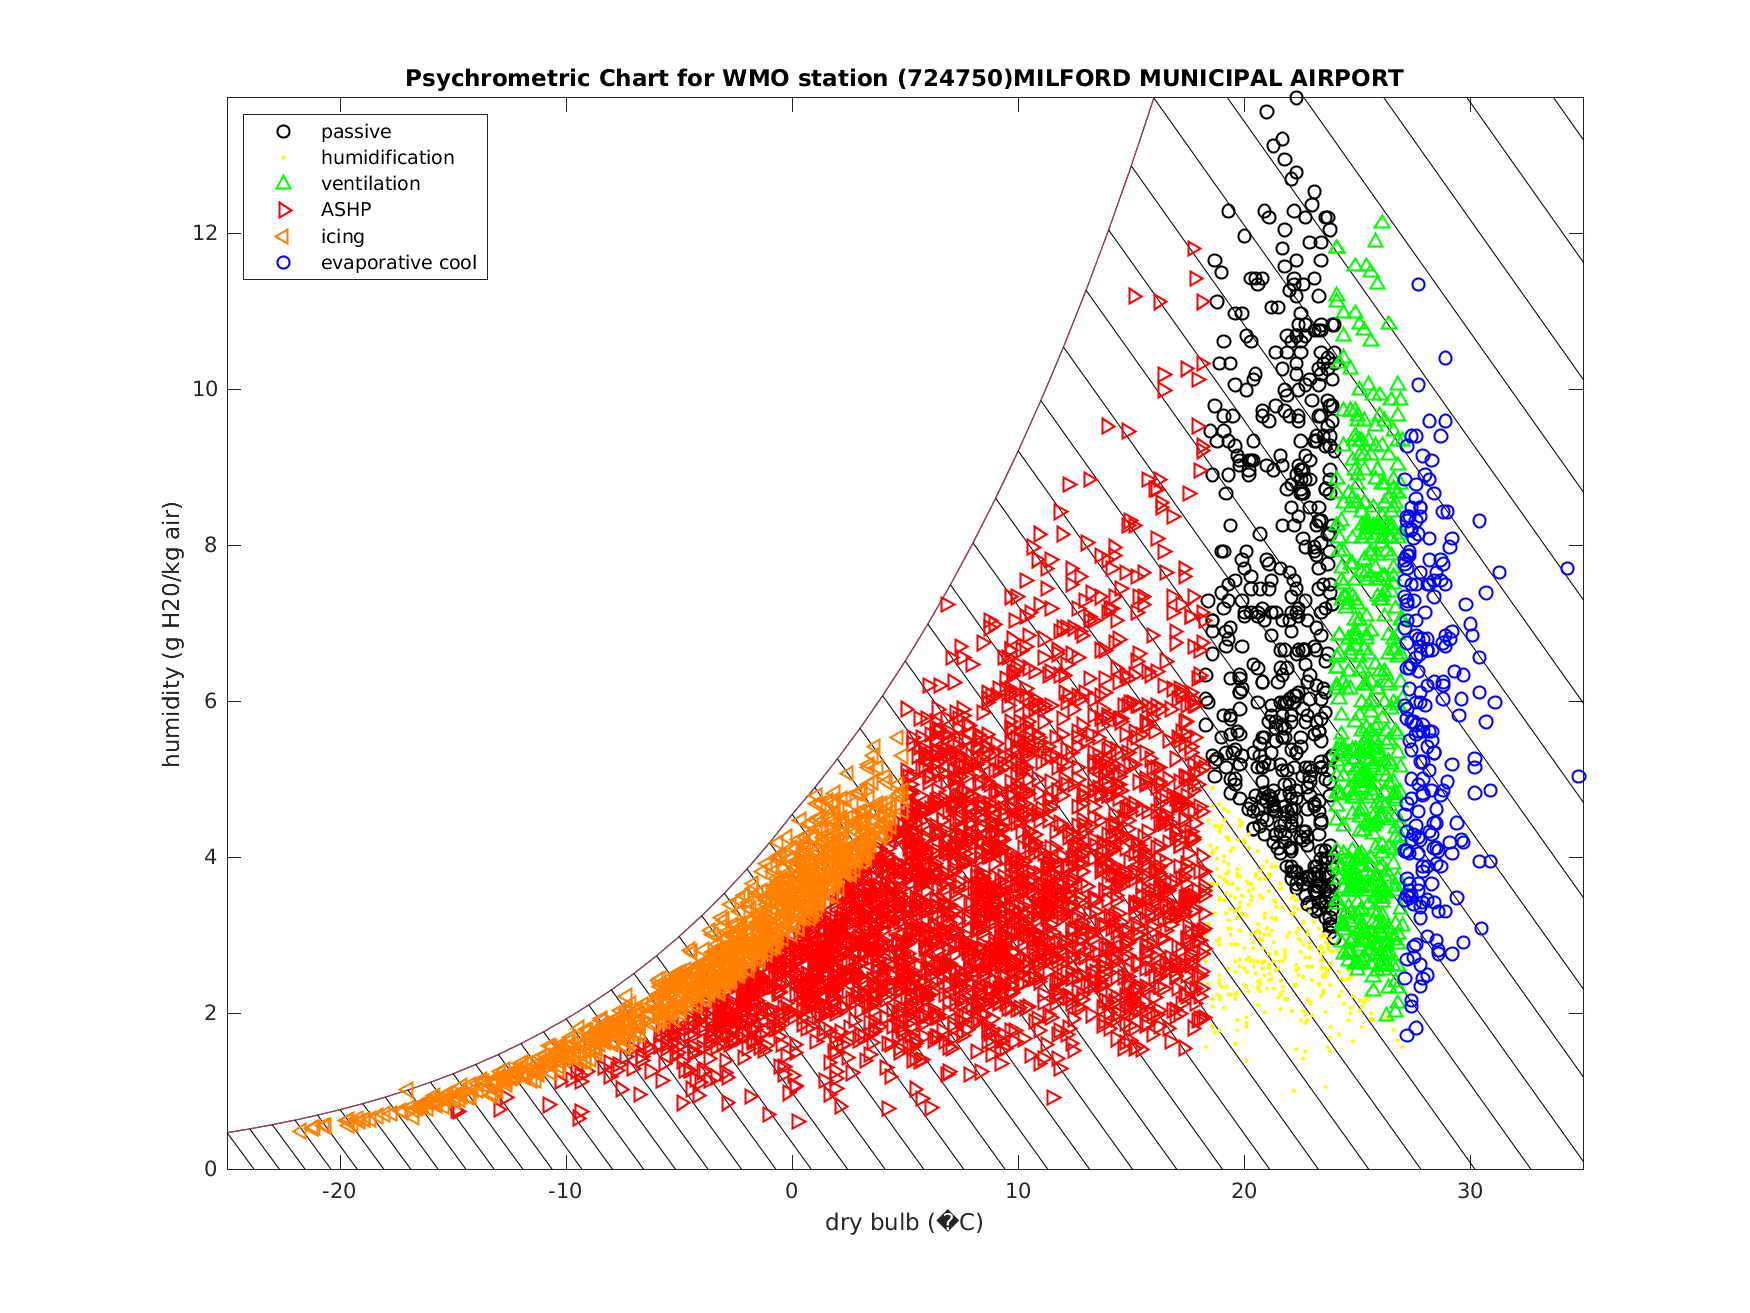 Psychrometric Chart for WMO station (724750)MILFORD MUNICIPAL AIRPORT
passive
humidification
ventilation
ASHP
icing
evaporative cool
humidity (g H20/kg air)
12
10
8
6
4
2
0
-20 -10 0 10 20 30
dry bulb (�C)